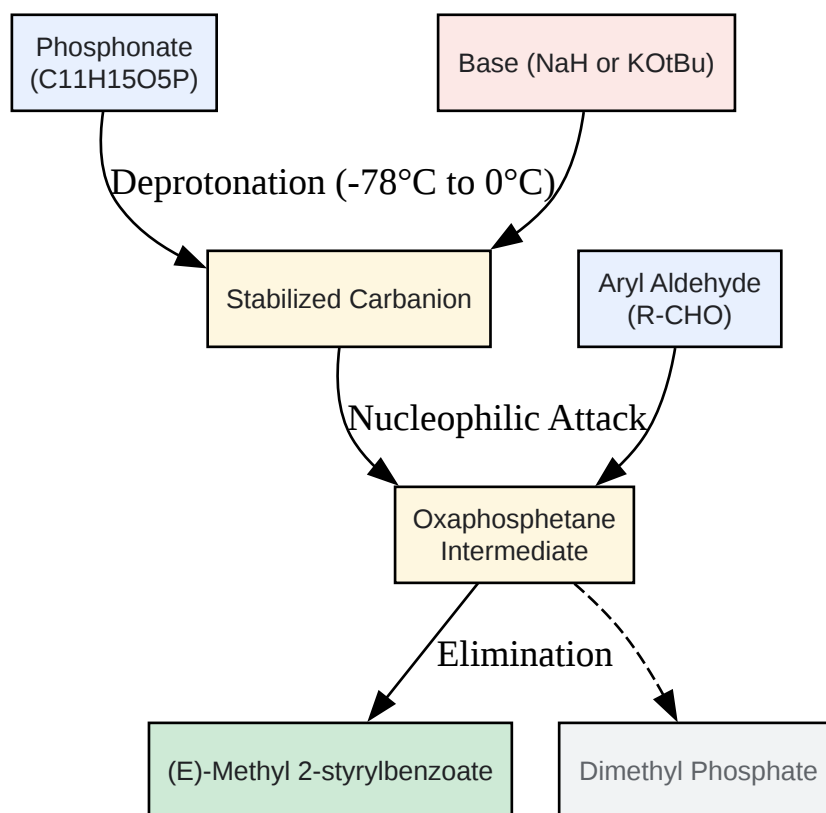 Phosphonate
(C11H15O5P)
Base (NaH or KOtBu)
Deprotonation (-78°C to 0°C)
Stabilized Carbanion
Aryl Aldehyde
(R-CHO)
Nucleophilic Attack
Oxaphosphetane
Intermediate
Elimination
(E)-Methyl 2-styrylbenzoate
Dimethyl Phosphate